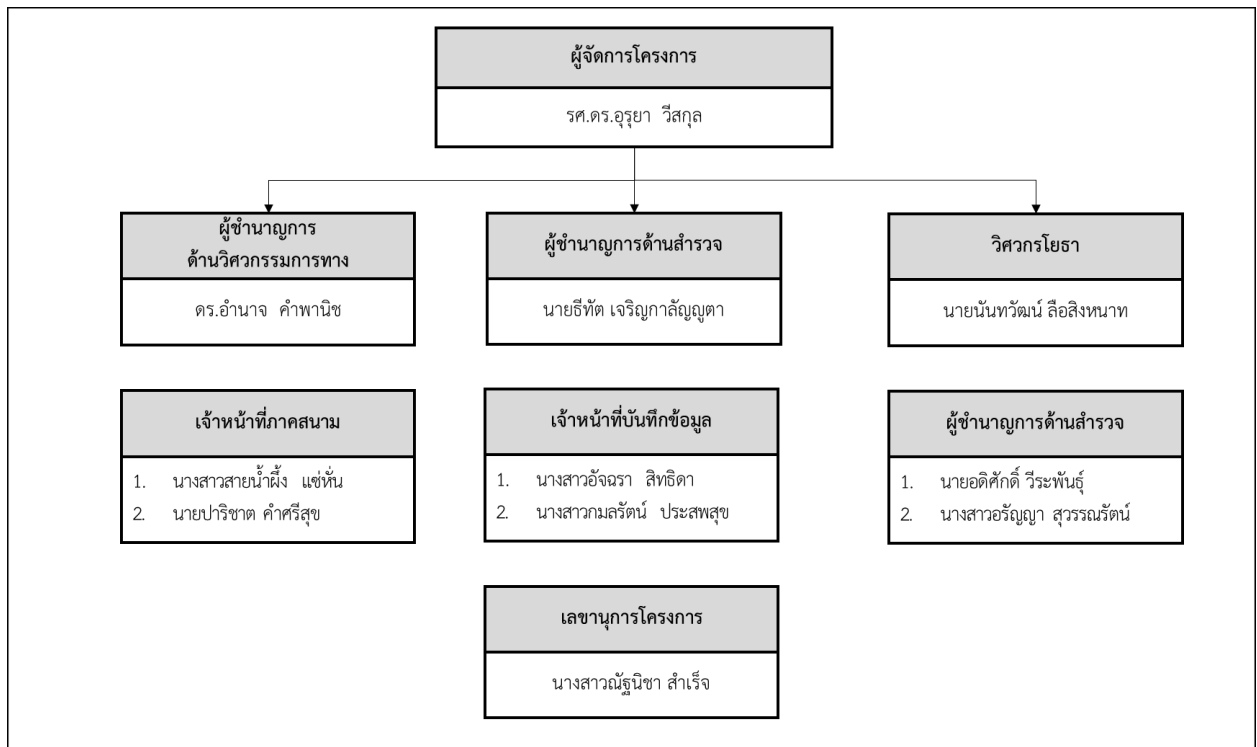 ผู้จัดการโครงการ
รศ.ดร.อุรุยา วีสกุล
ผู้ชำนาญการ
ด้านวิศวกรรมการทาง
ดร.อำนาจ คำพานิช
ผู้ชำนาญการด้านสำรวจ
นายธีทัต เจริญกาลัญญูตา
วิศวกรโยธา
นายนันทวัฒน์ ลือสิงหนาท
เจ้าหน้าที่ภาคสนาม
1. นางสาวสายน้ำผึ้ง แซ่หั่น
2. นายปาริชาต คำศรีสุข
เจ้าหน้าที่บันทึกข้อมูล
1. นางสาวอัจฉรา สิทธิดา
2. นางสาวกมลรัตน์ ประสพสุข
ผู้ชำนาญการด้านสำรวจ
1. นายอดิศักดิ์ วีระพันธุ์
2. นางสาวอรัญญา สุวรรณรัตน์
เลขานุการโครงการ
นางสาวณัฐนิชา สำเร็จ